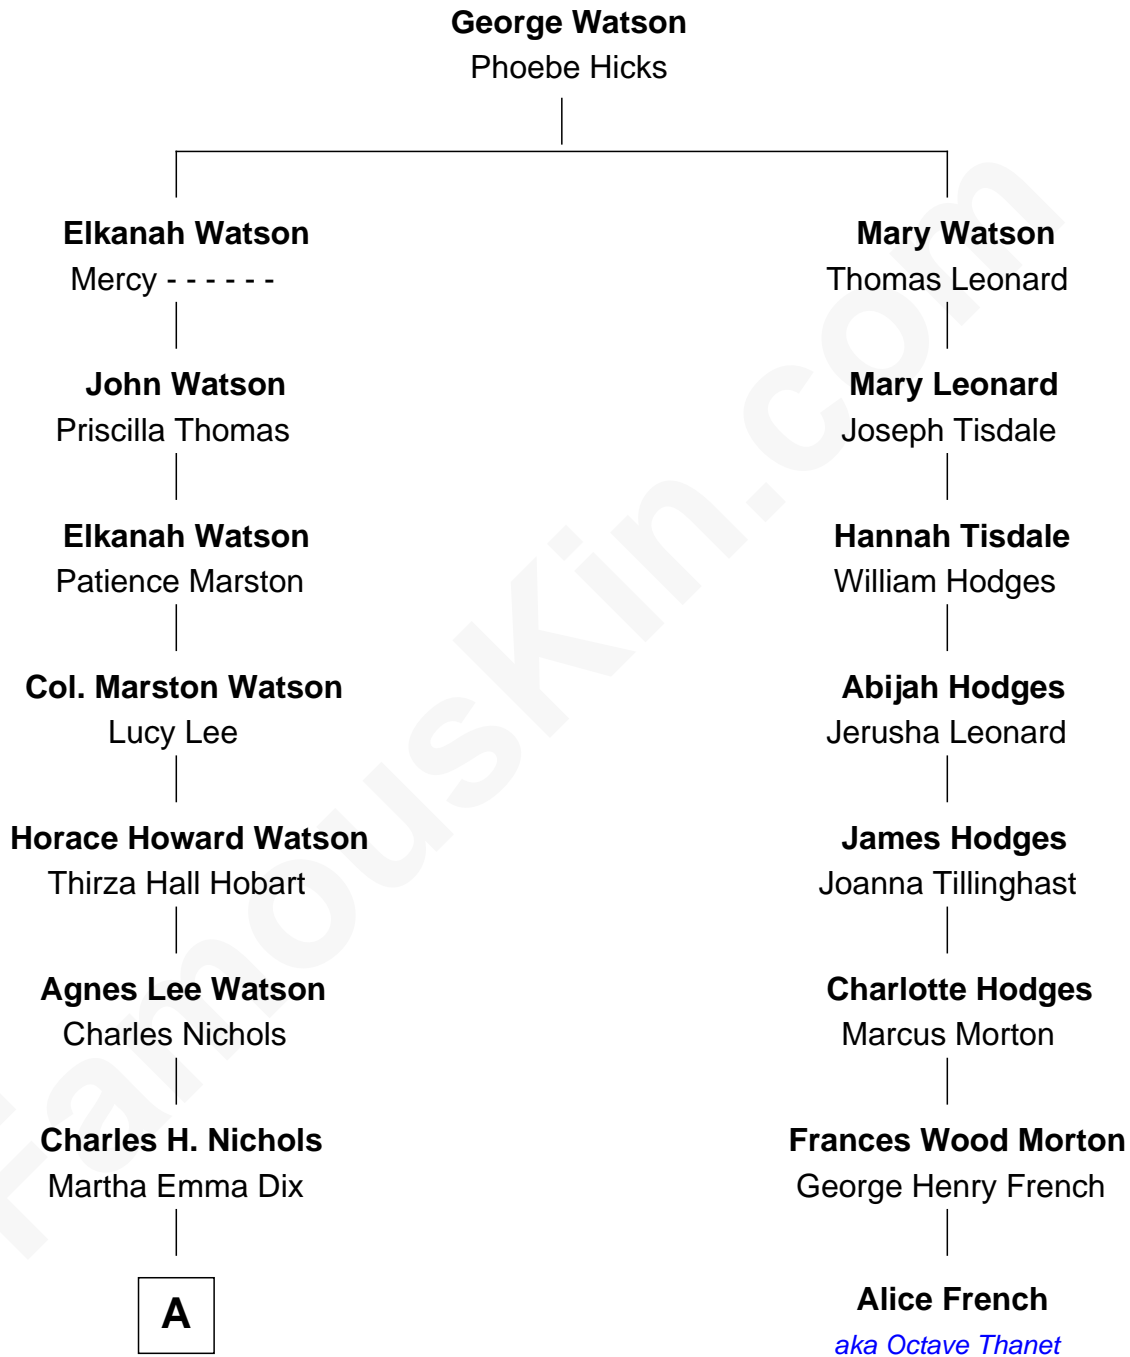 George Watson
Phoebe Hicks
Elkanah Watson
Mercy - - - - - -
Mary Watson
Thomas Leonard
John Watson
Priscilla Thomas
Mary Leonard
Joseph Tisdale
Elkanah Watson
Patience Marston
Hannah Tisdale
William Hodges
Col. Marston Watson
Lucy Lee
Abijah Hodges
Jerusha Leonard
Horace Howard Watson
Thirza Hall Hobart
James Hodges
Joanna Tillinghast
Agnes Lee Watson
Charles Nichols
Charlotte Hodges
Marcus Morton
Charles H. Nichols
Martha Emma Dix
Frances Wood Morton
George Henry French
A
Alice French
aka Octave Thanet
FamousKin.com